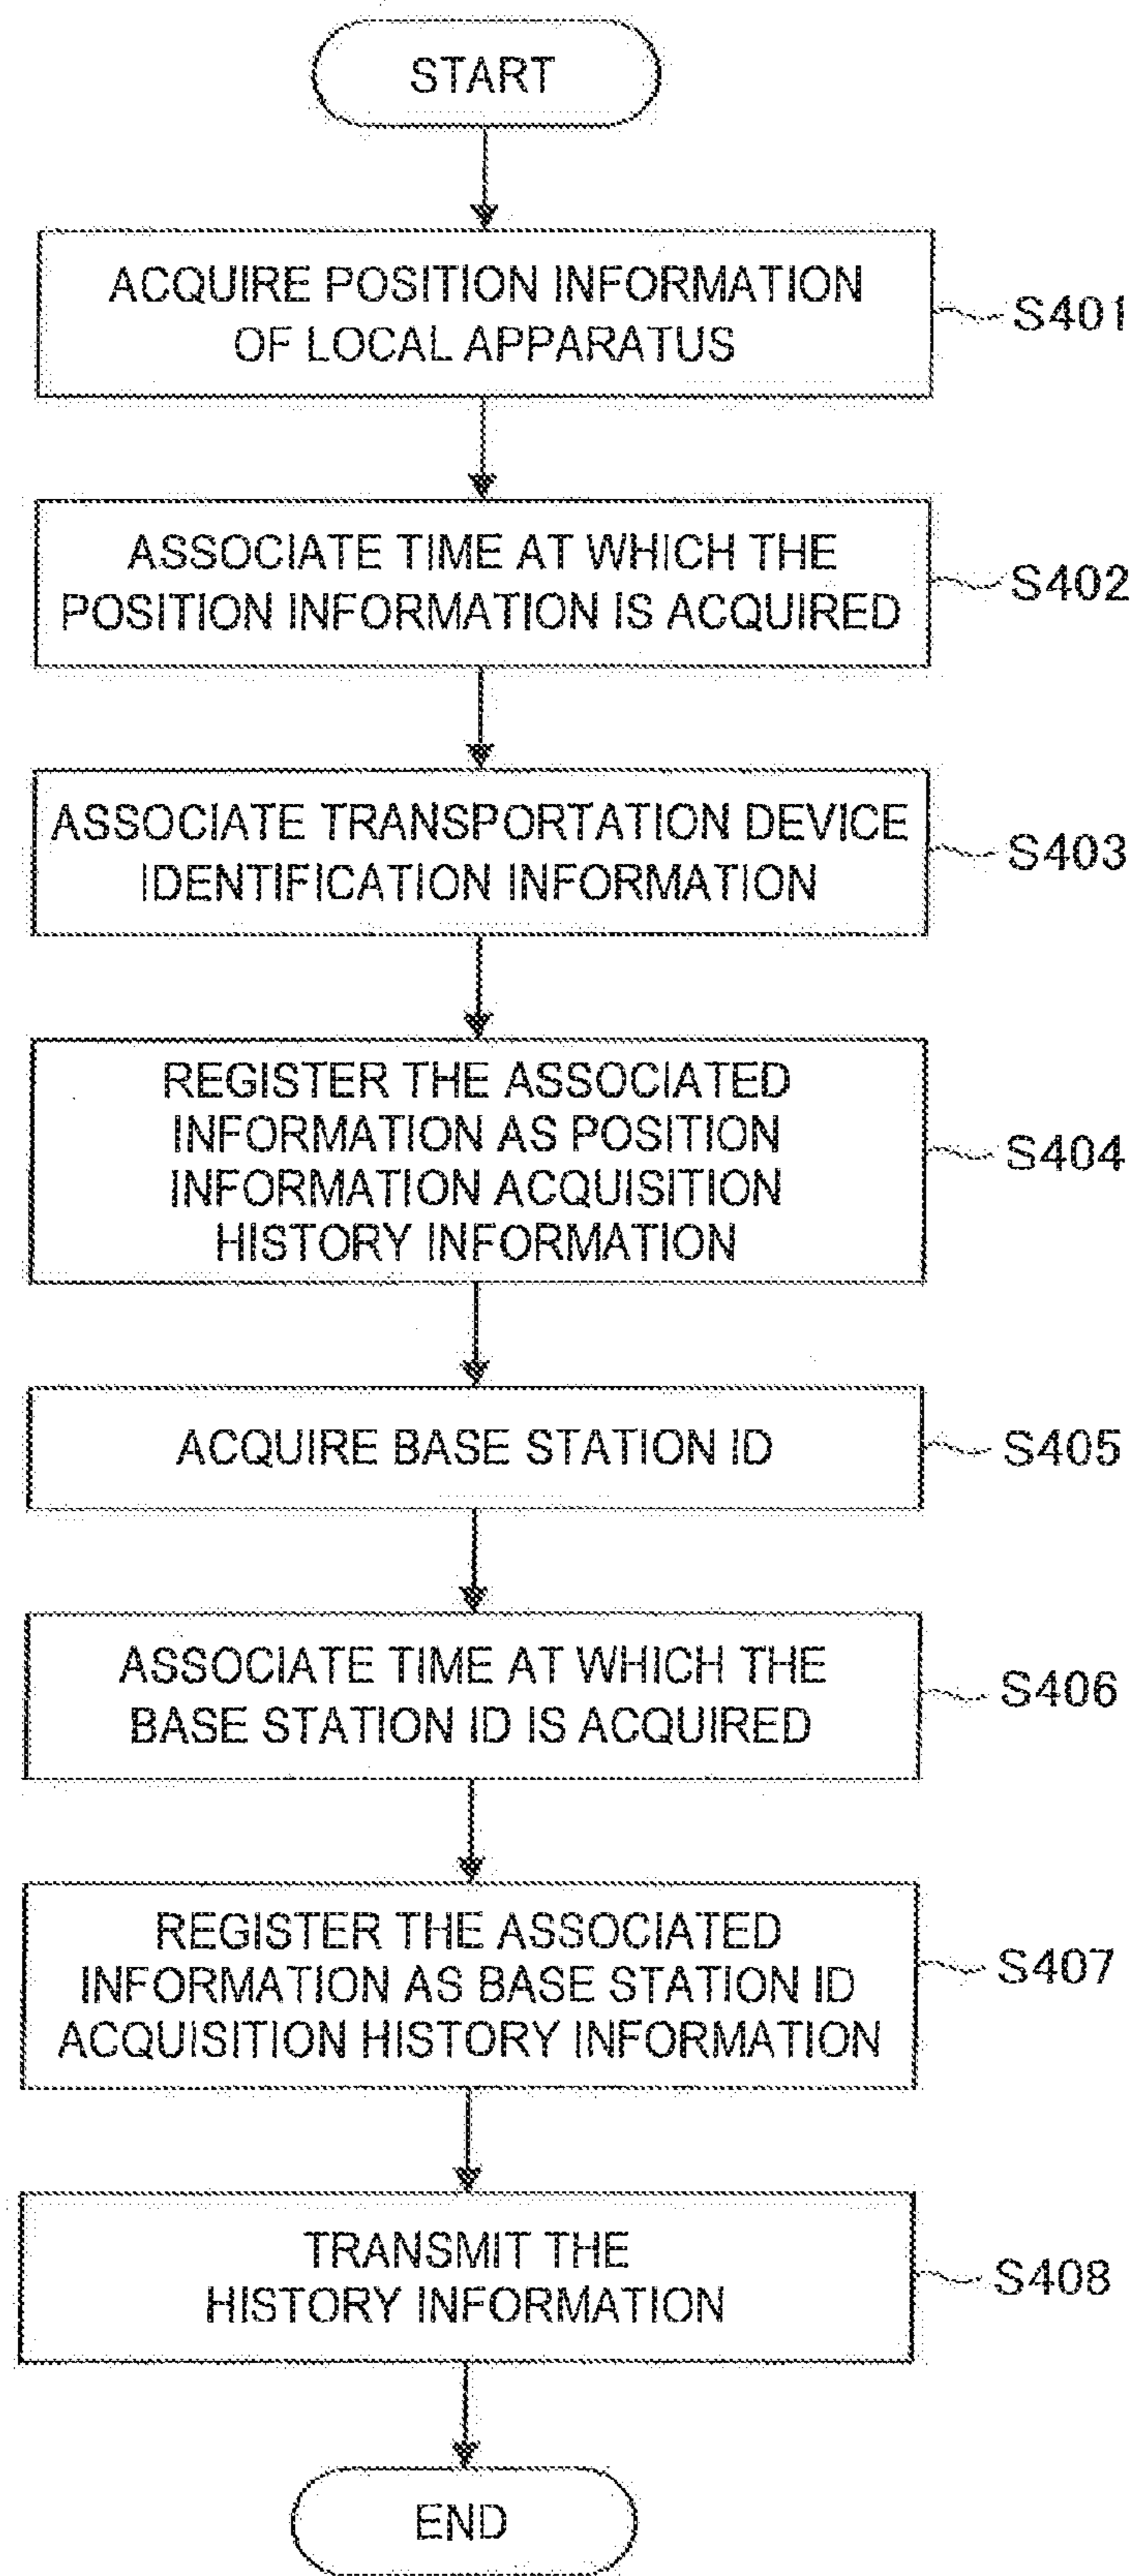 START
ACQUIRE POSITION INFORMATION
OF LOCAL APPARATUS
S401
ASSOCIATE TIME AT WHICH THE
POSITION INFORMATION IS ACQUIRED
S402
ASSOCIATE TRANSPORTATION DEVICE
IDENTIFICATION INFORMATION
S403
REGISTER THE ASSOCIATED
INFORMATION AS POSITION
INFORMATION ACQUISITION
HISTORY INFORMATION
S404
ACQUIRE BASE STATION ID
S405
ASSOCIATE TIME AT WHICH THE
BASE STATION ID IS ACQUIRED
S406
REGISTER THE ASSOCIATED
INFORMATION AS BASE STATION ID
ACQUISITION HISTORY INFORMATION
S407
TRANSMIT THE
HISTORY INFORMATION
S408
END